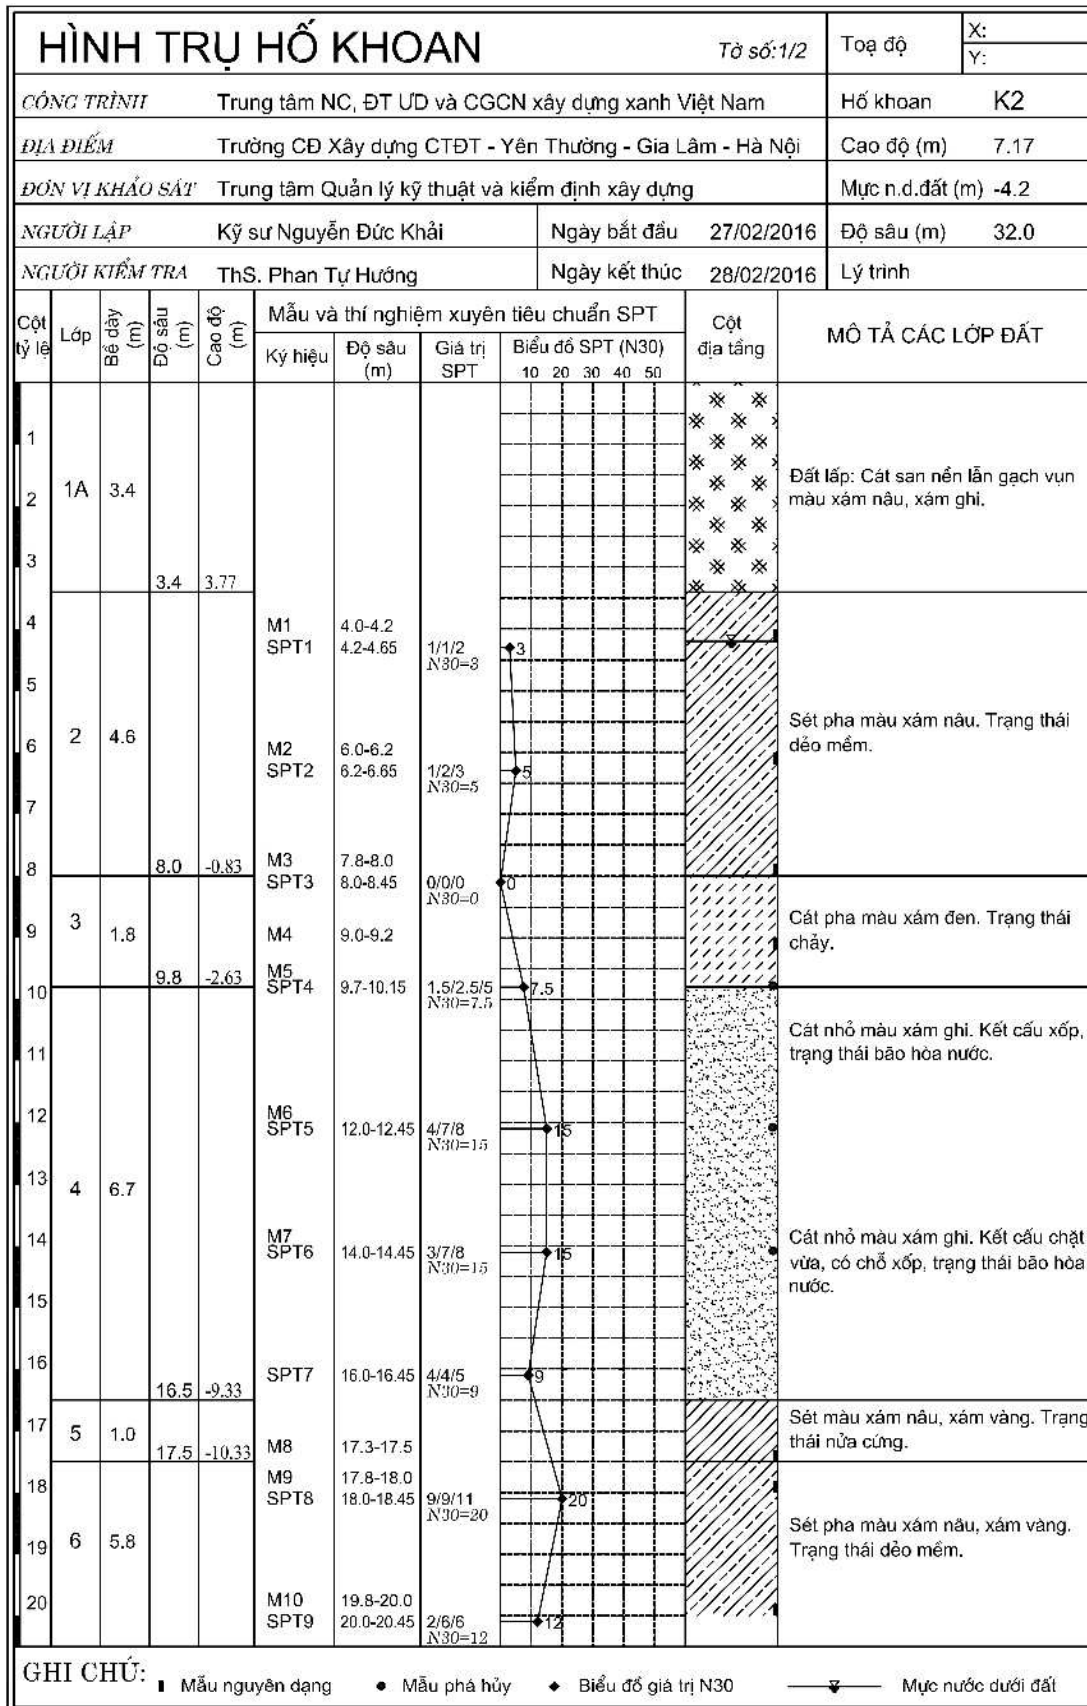 HÌNH TRỤ HỐ KHOAN
Tờ số:1/2
Toạ độ
X:
Y:
CÔNG TRÌNH Trung tâm NC, ĐT ƯD và CGCN xây dựng xanh Việt Nam
Hố khoan K2
ĐỊA ĐIỂM Trường CĐ Xây dựng CTĐT - Yên Thường - Gia Lâm - Hà Nội
Cao độ (m) 7.17
ĐƠN VỊ KHẢO SÁT Trung tâm Quản lý kỹ thuật và kiểm định xây dựng
Mực n.d.đất (m) -4.2
NGƯỜI LẬP Kỹ sư Nguyễn Đức Khải
Ngày bắt đầu 27/02/2016
Độ sâu (m) 32.0
NGƯỜI KIỂM TRA ThS. Phan Tự Hướng
Ngày kết thúc 28/02/2016
Lý trình
Cột tỷ lệ
Lớp
Bề dày (m)
Độ sâu (m)
Cao độ (m)
Mẫu và thí nghiệm xuyên tiêu chuẩn SPT
Ký hiệu
Độ sâu (m)
Giá trị SPT
Biểu đồ SPT (N30)
10 20 30 40 50
Cột địa tầng
MÔ TẢ CÁC LỚP ĐẤT
1
1A 3.4
2
Đất lấp: Cát san nền lẫn gạch vụn
màu xám nâu, xám ghi.
3
3.4 3.77
4
M1 4.0-4.2
SPT1 4.2-4.65 1/1/2 3
N30=3
5
2 4.6
6
Sét pha màu xám nâu. Trạng thái
dẻo mềm.
M2 6.0-6.2
SPT2 6.2-6.65 1/2/3 5
N30=5
7
8
8.0 -0.83
M3 7.8-8.0
SPT3 8.0-8.45 0/0/0 0
N30=0
3 1.8
9
M4 9.0-9.2
Cát pha màu xám đen. Trạng thái
chảy.
9.8 -2.63
M5
SPT4 9.7-10.15 1.5/2.5/5 7.5
N30=7.5
10
Cát nhỏ màu xám ghi. Kết cấu xốp,
trạng thái bão hòa nước.
11
12
M6
SPT5 12.0-12.45 4/7/8 15
N30=15
13
4 6.7
14
M7
SPT6 14.0-14.45 3/7/8 15
N30=15
Cát nhỏ màu xám ghi. Kết cấu chặt
vừa, có chỗ xốp, trạng thái bão hòa
nước.
15
16
SPT7 16.0-16.45 4/4/5 9
N30=9
16.5 -9.33
17
5 1.0
Sét màu xám nâu, xám vàng. Trạng
thái nửa cứng.
17.5 -10.33
M8 17.3-17.5
M9 17.8-18.0
18
SPT8 18.0-18.45 9/9/11 20
N30=20
19
6 5.8
Sét pha màu xám nâu, xám vàng.
Trạng thái dẻo mềm.
20
M10 19.8-20.0
SPT9 20.0-20.45 2/6/6 12
N30=12
GHI CHÚ: Mẫu nguyên dạng Mẫu phá hủy Biểu đồ giá trị N30 Mực nước dưới đất